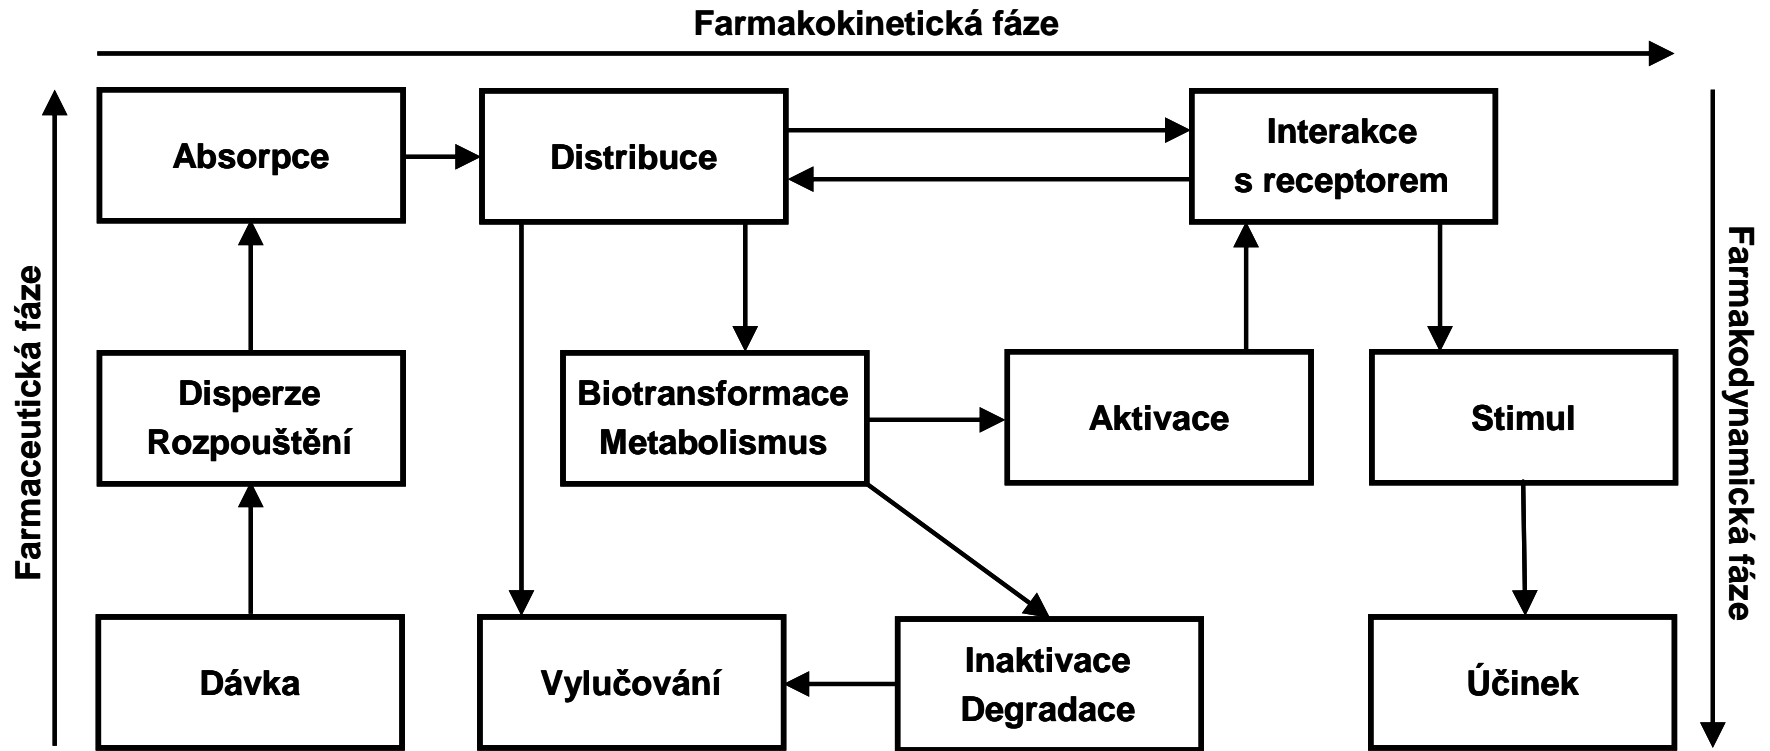 Farmakokinetická fáze
Farmaceutická fáze
Absorpce
Distribuce
Interakce
s receptorem
Farmakodynamická fáze
Disperze
Rozpouštění
Biotransformace
Metabolismus
Aktivace
Stimul
Dávka
Vylučování
Inaktivace
Degradace
Účinek